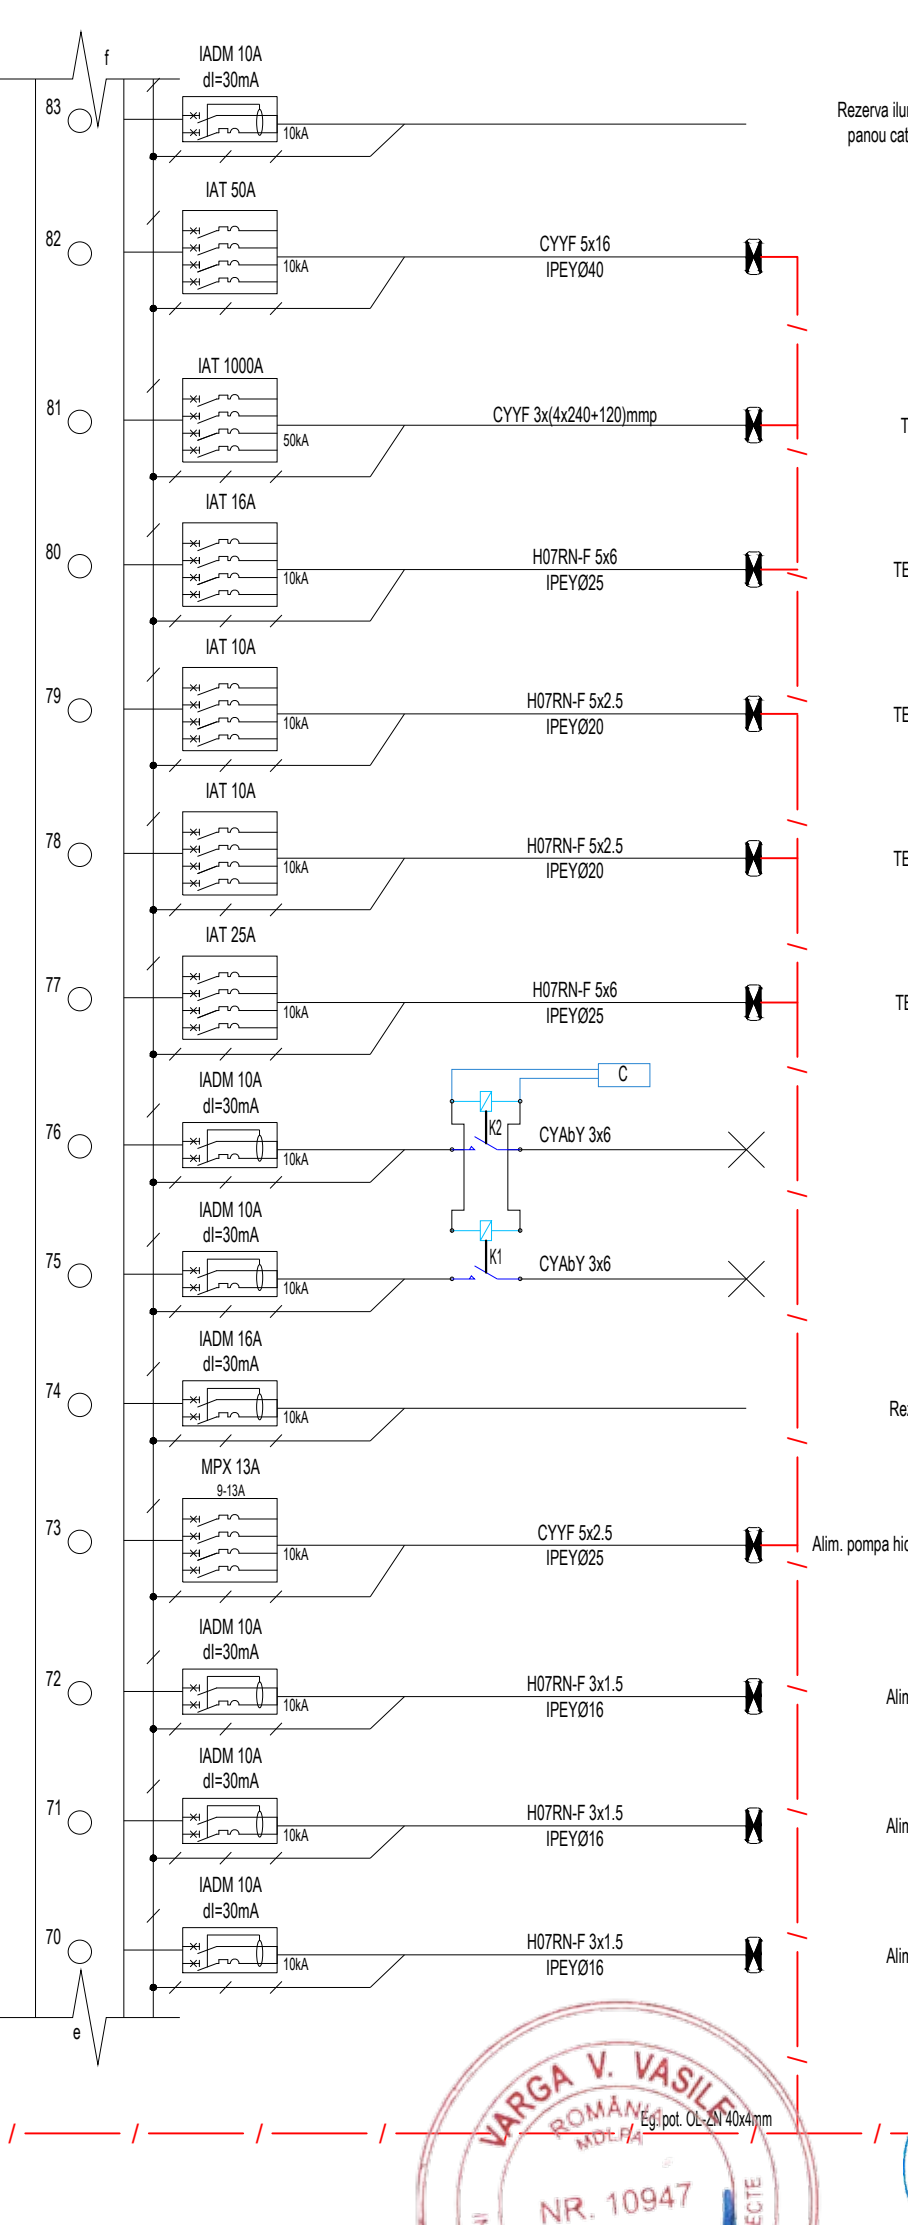 f
IADM 10A
dI=30mA
83
10kA
Rezerva
panou
IAT 50A
82
10kA
CYYF 5x16
IPEYØ40
IAT 1000A
81
50kA
CYYF 3x(4x240+120)mmp
IAT 16A
80
10kA
H07RN-F 5x6
IPEYØ25
IAT 10A
79
10kA
H07RN-F 5x2.5
IPEYØ20
IAT 10A
78
10kA
H07RN-F 5x2.5
IPEYØ20
IAT 25A
77
10kA
H07RN-F 5x6
IPEYØ25
C
IADM 10A
dI=30mA
76
10kA
K2
CYAbY 3x6
IADM 10A
dI=30mA
75
10kA
K1
CYAbY 3x6
IADM 16A
dI=30mA
74
10kA
MPX 13A
9-13A
73
10kA
CYYF 5x2.5
IPEYØ25
Alim. pompa
IADM 10A
dI=30mA
72
10kA
H07RN-F 3x1.5
IPEYØ16
IADM 10A
dI=30mA
71
10kA
H07RN-F 3x1.5
IPEYØ16
IADM 10A
dI=30mA
70
10kA
H07RN-F 3x1.5
IPEYØ16
e
VARGA V. VASILE
ROMÂNIA
MDLPA
Eg. pot. OL-ZN 40x4mm
NR. 10947